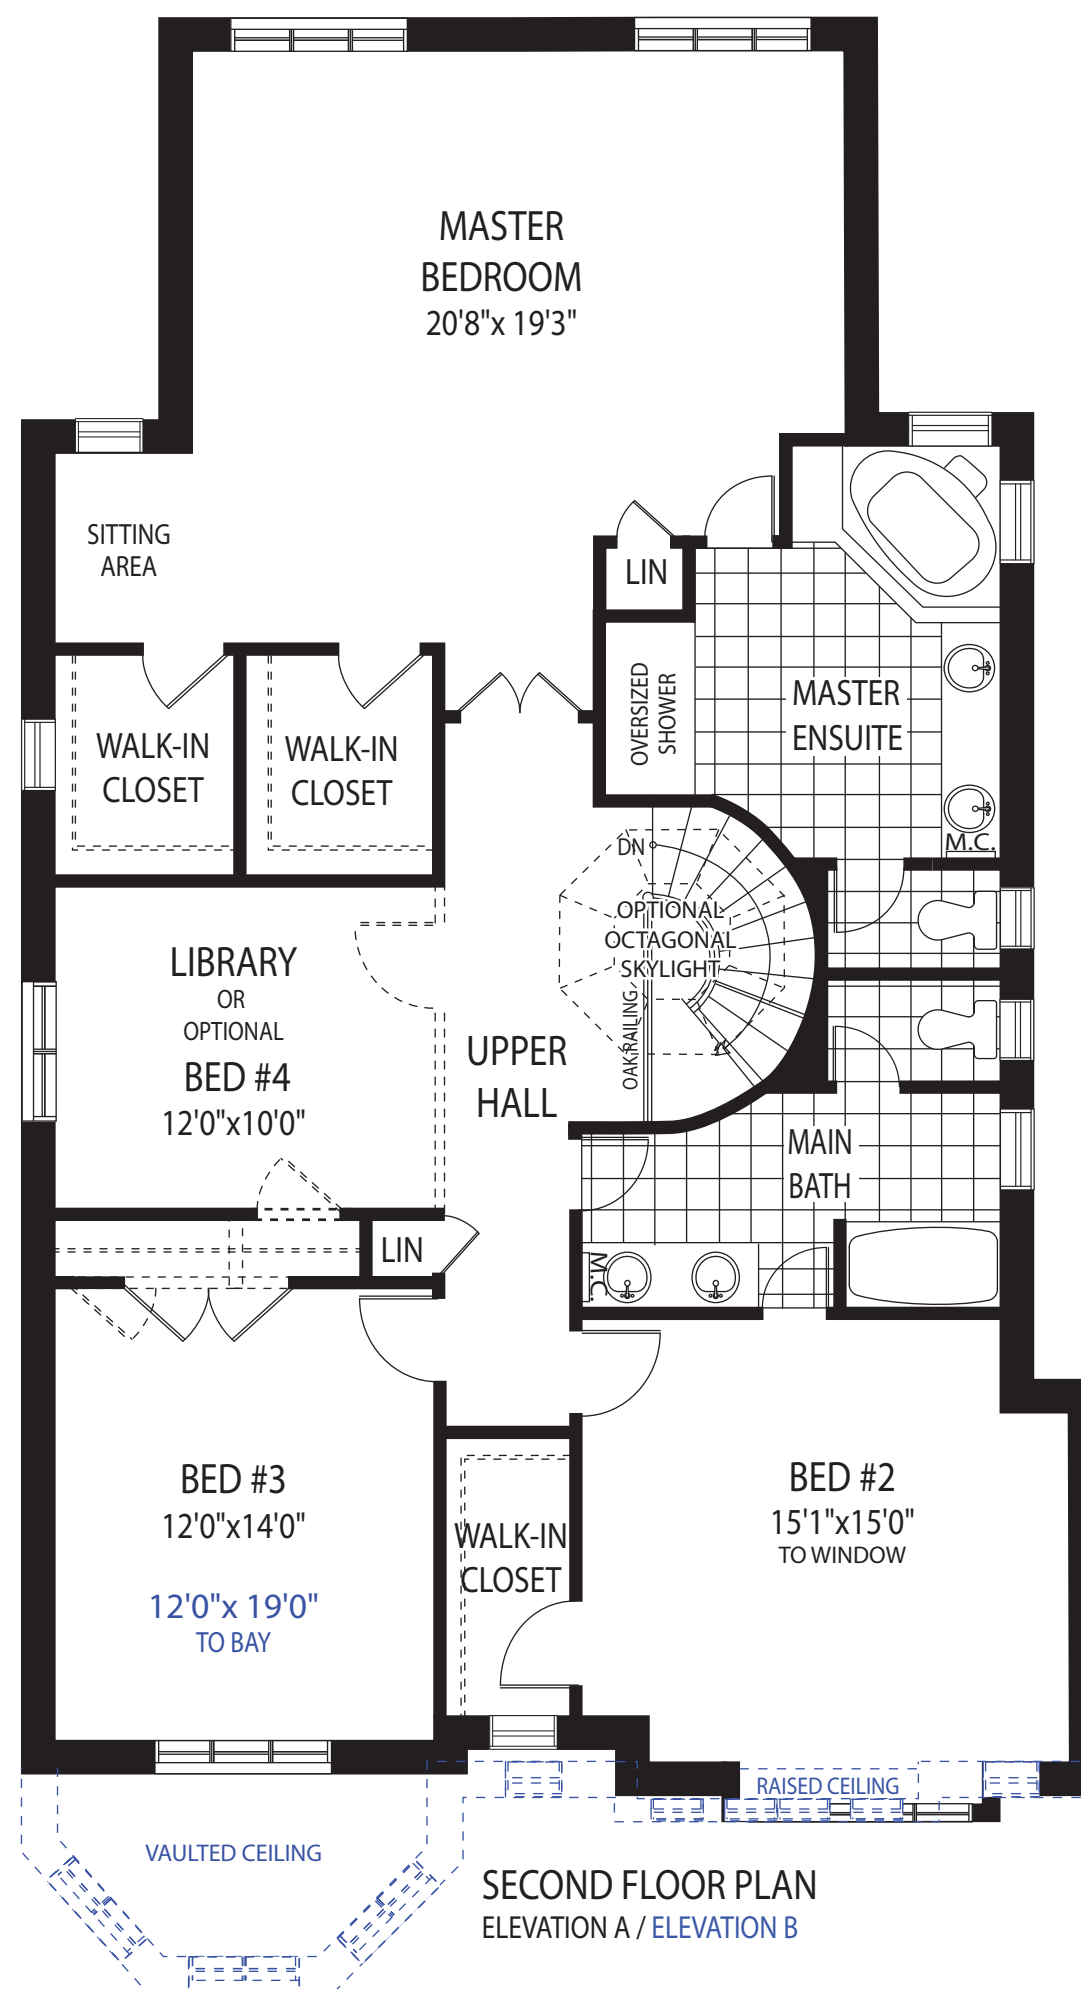 MASTER
BEDROOM
20'8"x 19'3"
SITTING
AREA
LIN
OVERSIZED
SHOWER
MASTER
ENSUITE
WALK-IN
CLOSET
WALK-IN
CLOSET
M.C.
DN
OPTIONAL
OCTAGONAL
SKYLIGHT
OAK RAILING
LIBRARY
OR
OPTIONAL
BED #4
12'0"x10'0"
UPPER
HALL
MAIN
BATH
LIN
M.C.
BED #3
12'0"x14'0"
12'0"x 19'0"
TO BAY
WALK-IN
CLOSET
BED #2
15'1"x15'0"
TO WINDOW
RAISED CEILING
VAULTED CEILING
SECOND FLOOR PLAN
ELEVATION A / ELEVATION B